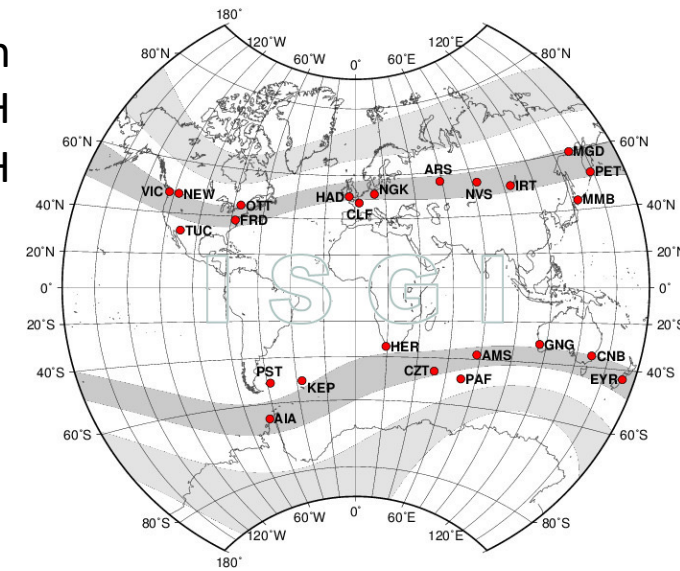 n
H
H
180°
120°W
60°W
0°
60°E
120°E
80°N
80°N
60°N
60°N
40°N
40°N
20°N
20°N
0°
0°
20°S
20°S
40°S
40°S
60°S
60°S
80°S
80°S
MGD
PET
ARS
NVS
IRT
MMB
VIC
NEW
OTT
FRD
TUC
HAD
NGK
CLF
ISGI
HER
GNG
AMS
CNB
CZT
PAF
EYR
PST
KEP
AIA
120°W
60°W
0°
60°E
120°E
180°